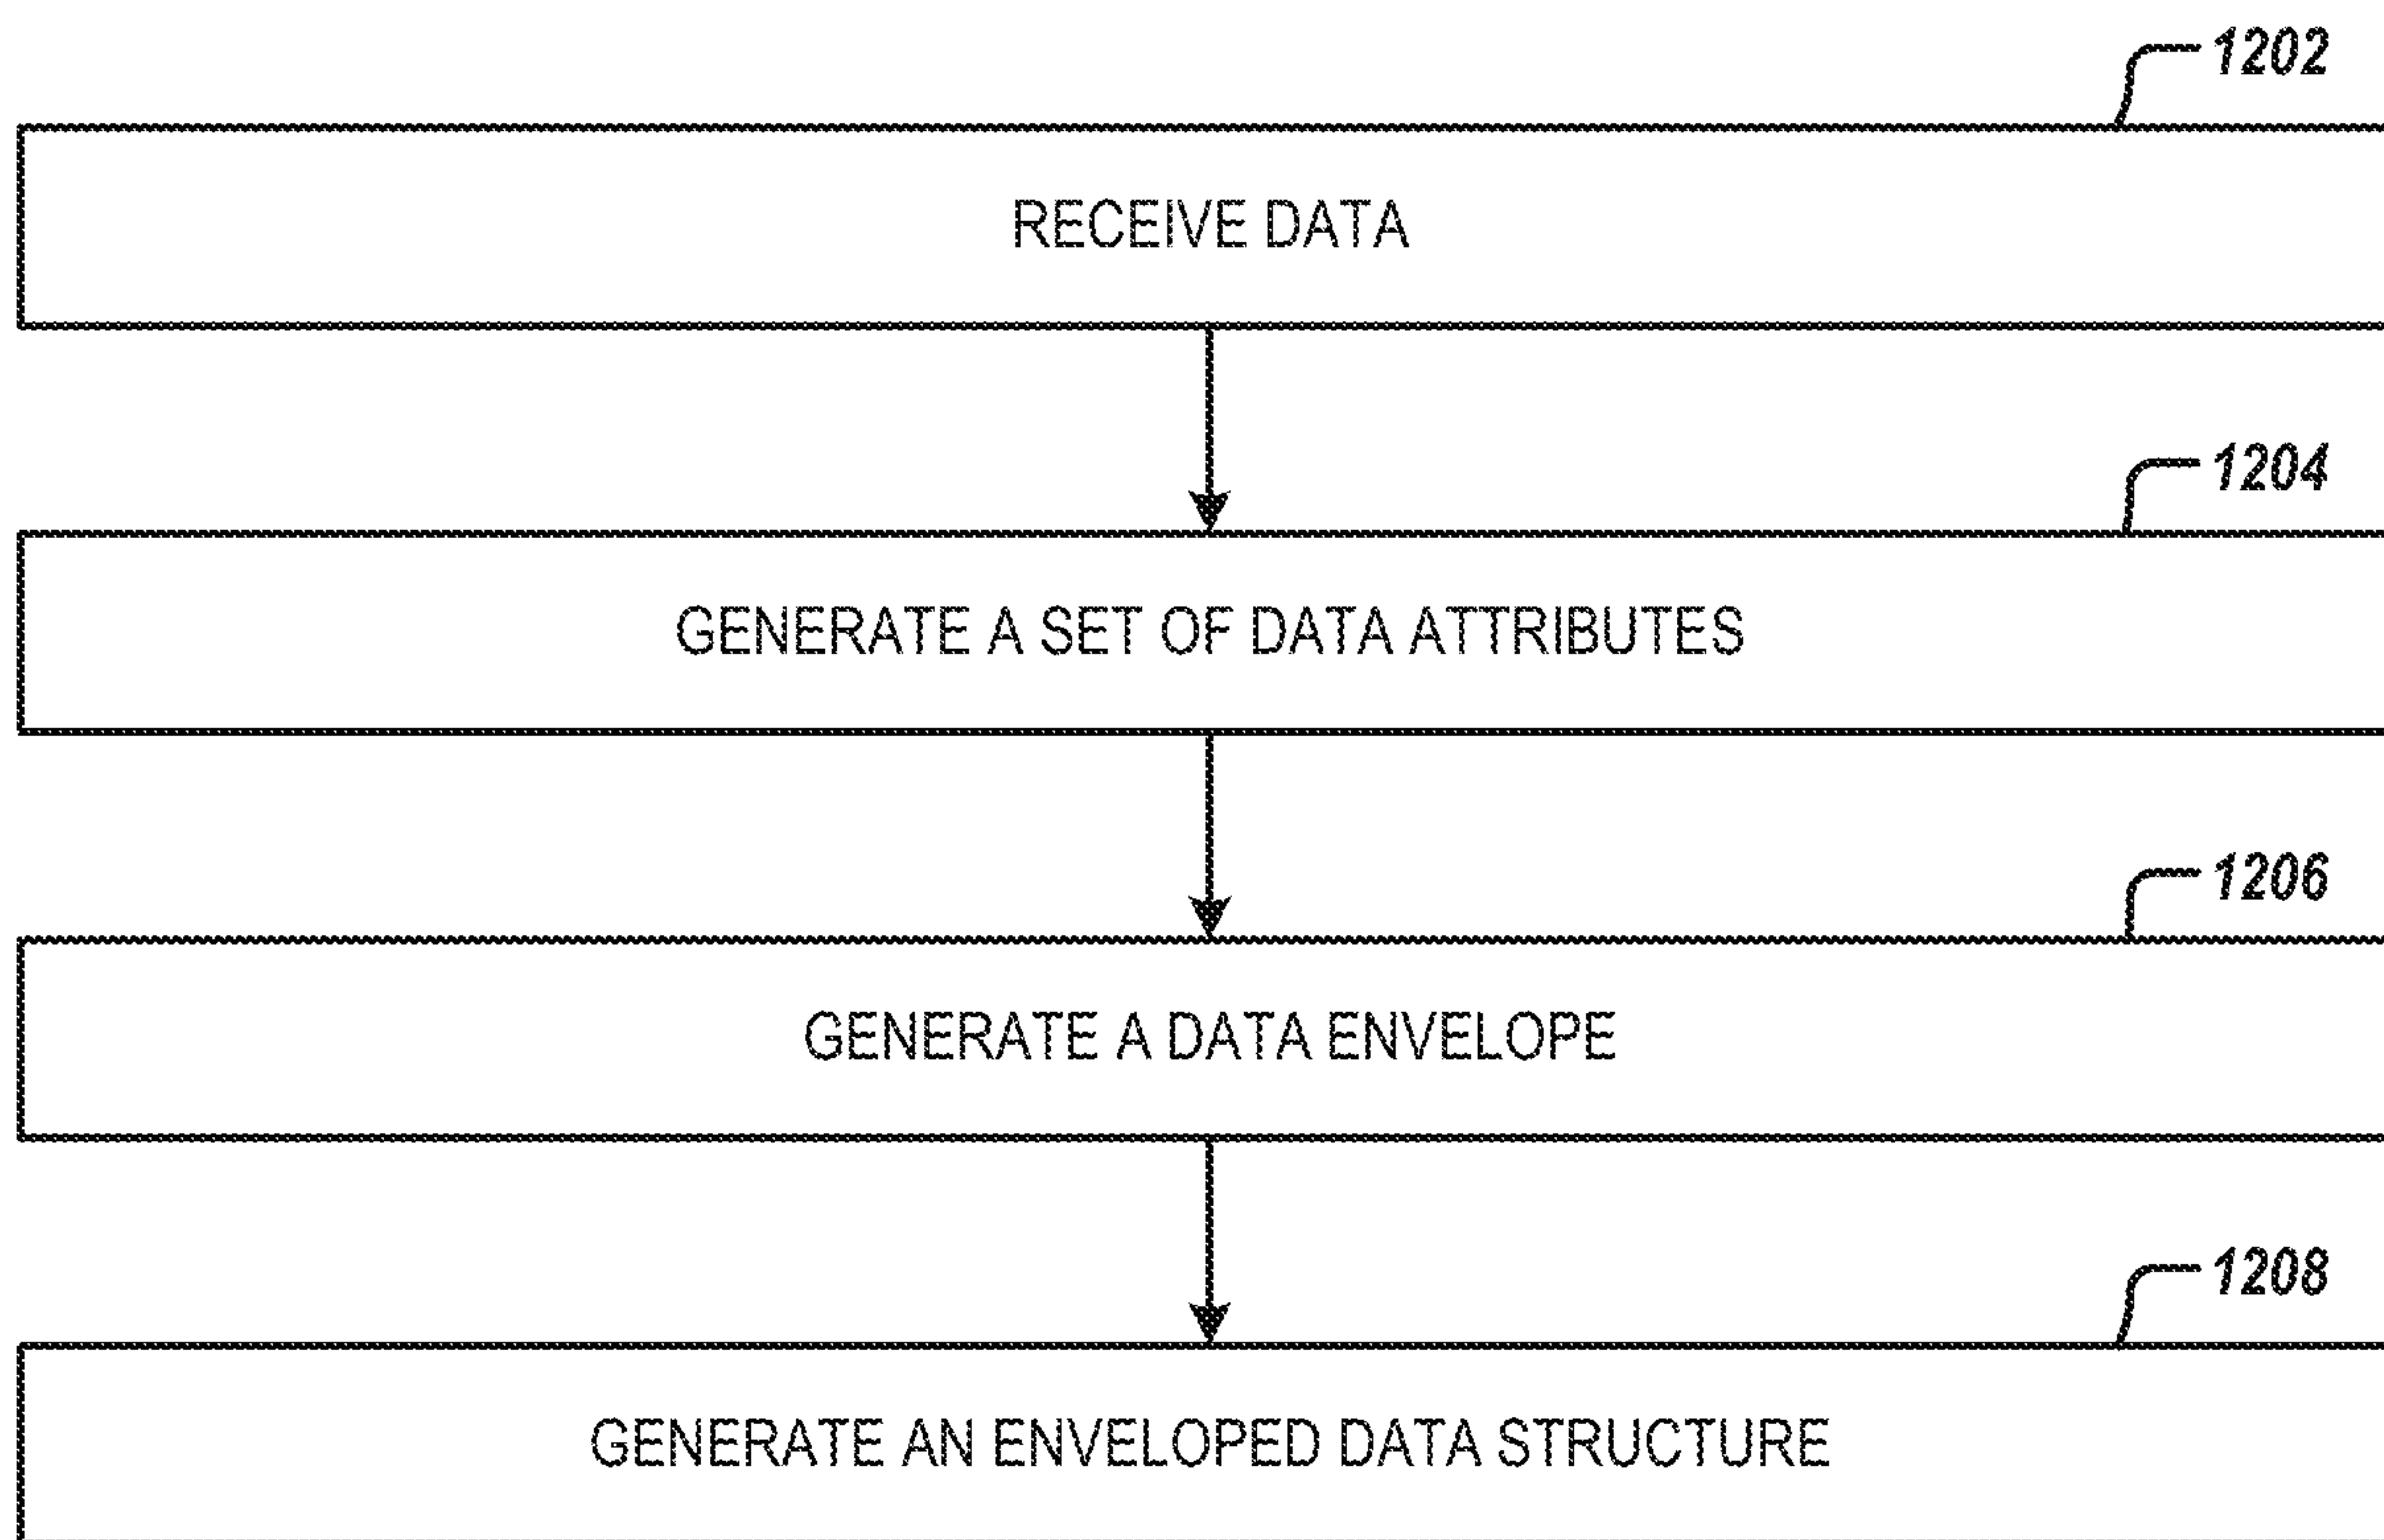 1202
RECEIVE DATA
1204
GENERATE A SET OF DATA ATTRIBUTES
1206
GENERATE A DATA ENVELOPE
1208
GENERATE AN ENVELOPED DATA STRUCTURE